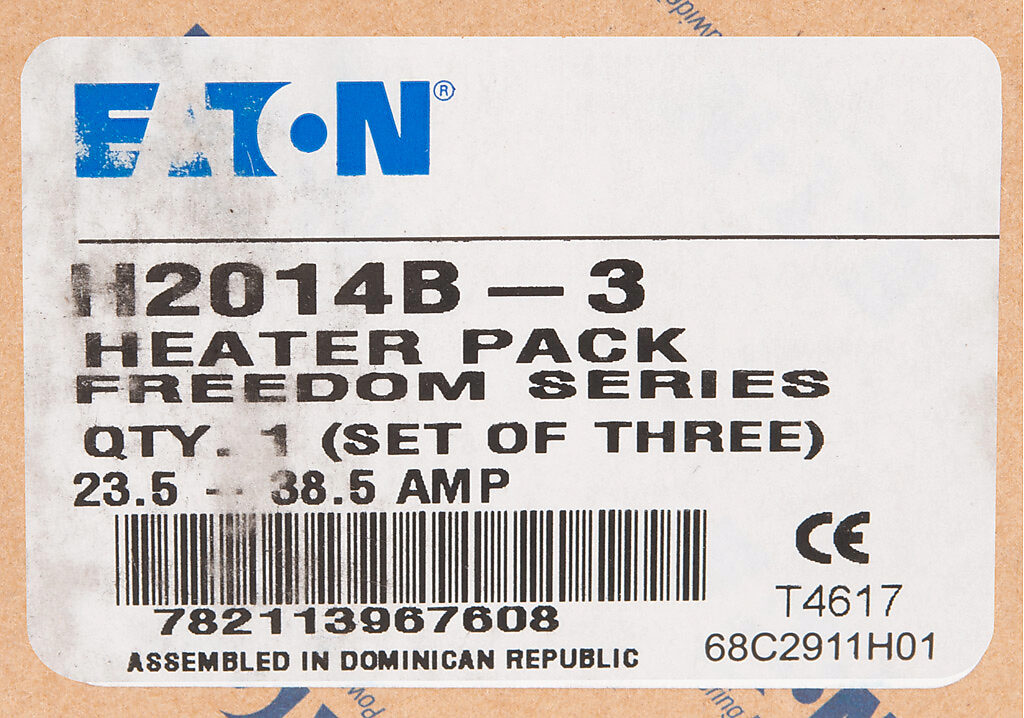 EATON®
H2014B - 3
HEATER PACK
FREEDOM SERIES
QTY. 1 (SET OF THREE)
23.5 - 38.5 AMP
CE
782113967608
T4617
68C2911H01
ASSEMBLED IN DOMINICAN REPUBLIC